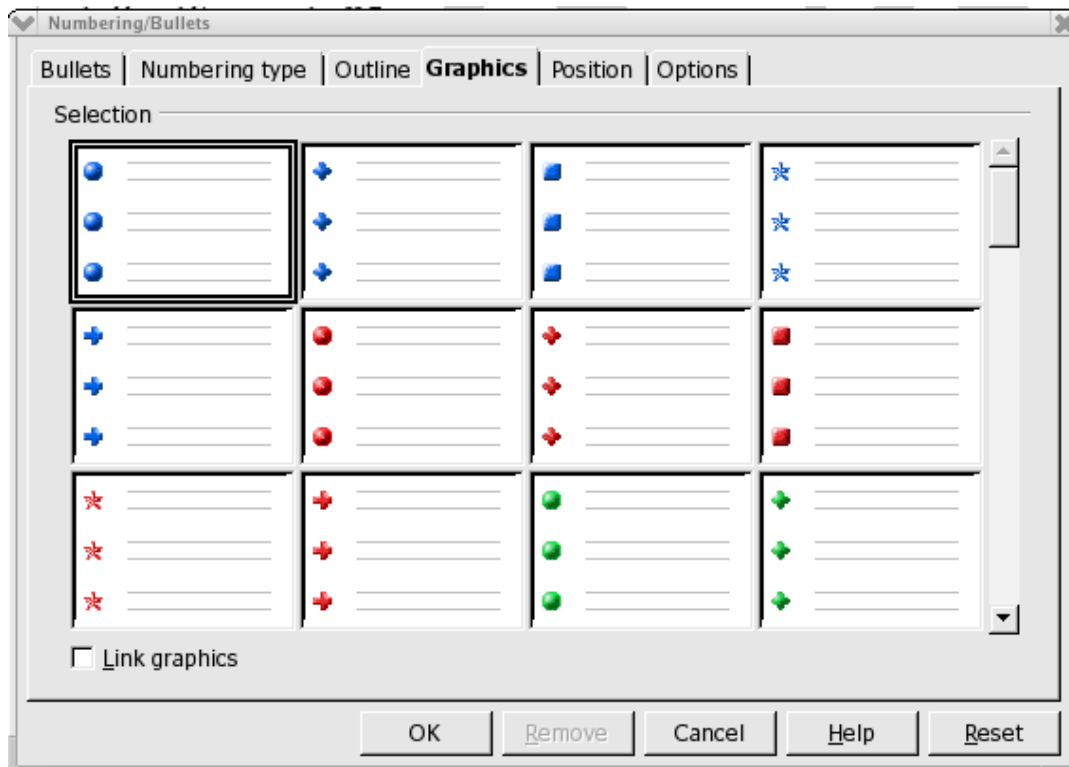 Numbering/Bullets
Bullets Numbering type Outline Graphics Position Options
Selection
Link graphics
OK Remove Cancel Help Reset